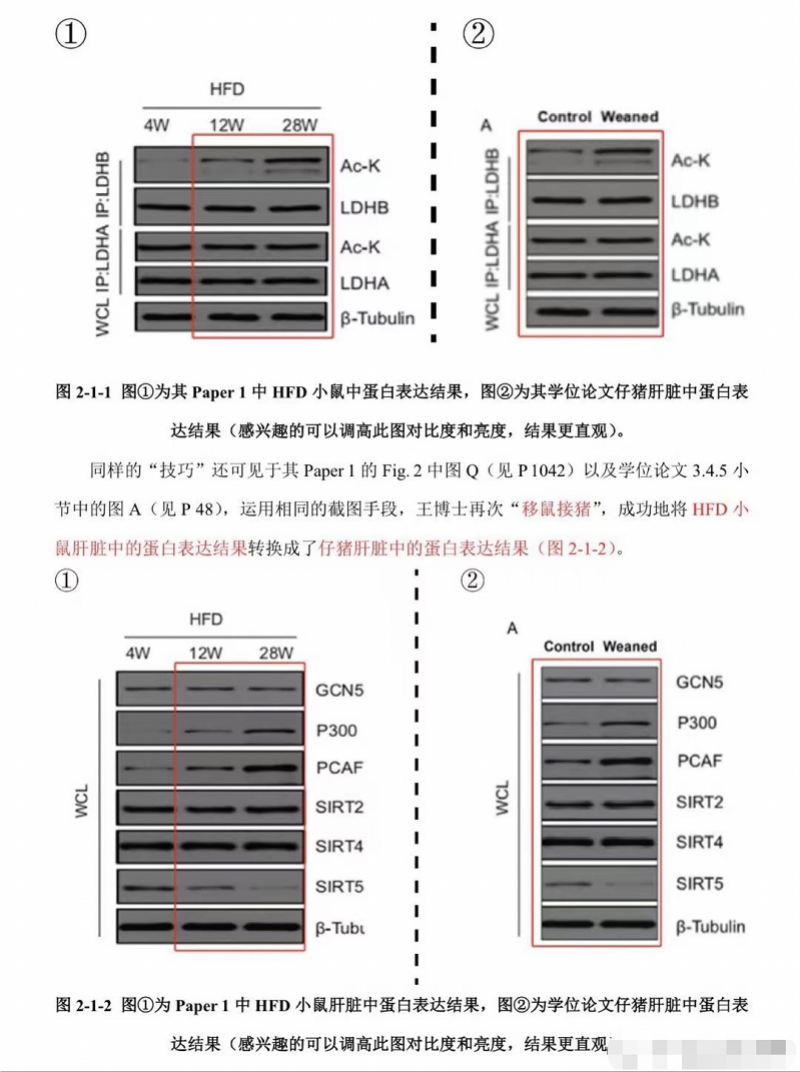 ① ②
HFD
4W 12W 28W
A Control Weaned
IP:LDHB
Ac-K
LDHB
IP:LDHA
Ac-K
LDHA
WCL
β-Tubulin
IP:LDHB
Ac-K
LDHB
IP:LDHA
Ac-K
LDHA
WCL
β-Tubulin
图 2-1-1 图①为其 Paper 1 中 HFD 小鼠中蛋白表达结果，图②为其学位论文仔猪肝脏中蛋白表
达结果（感兴趣的可以调高此图对比度和亮度，结果更直观）。
同样的“技巧”还可见于其 Paper 1 的 Fig. 2 中图 Q（见 P 1042）以及学位论文 3.4.5 小
节中的图 A（见 P 48），运用相同的截图手段，王博士再次“移鼠接猪”，成功地将 HFD 小
鼠肝脏中的蛋白表达结果转换成了仔猪肝脏中的蛋白表达结果（图 2-1-2）。
① ②
HFD
4W 12W 28W
A
Control Weaned
WCL
GCN5
P300
PCAF
SIRT2
SIRT4
SIRT5
β-Tubu
WCL
GCN5
P300
PCAF
SIRT2
SIRT4
SIRT5
β-Tubulin
图 2-1-2 图①为 Paper 1 中 HFD 小鼠肝脏中蛋白表达结果，图②为学位论文仔猪肝脏中蛋白表
达结果（感兴趣的可以调高此图对比度和亮度，结果更直观